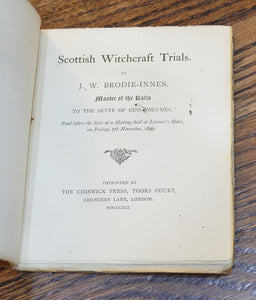 Scottish Witchcraft Trials.
BY
J. W. BRODIE-INNES,
Master of the Rolls
TO THE SETTE OF ODD VOLUMES.
Read before the Sette at a Meeting held at Limmer's Hotel,
on Friday, 7th November, 1890.
IMPRINTED AT
THE CHISWICK PRESS, TOOKS COURT,
CHANCERY LANE, LONDON.
MDCCCXCI.